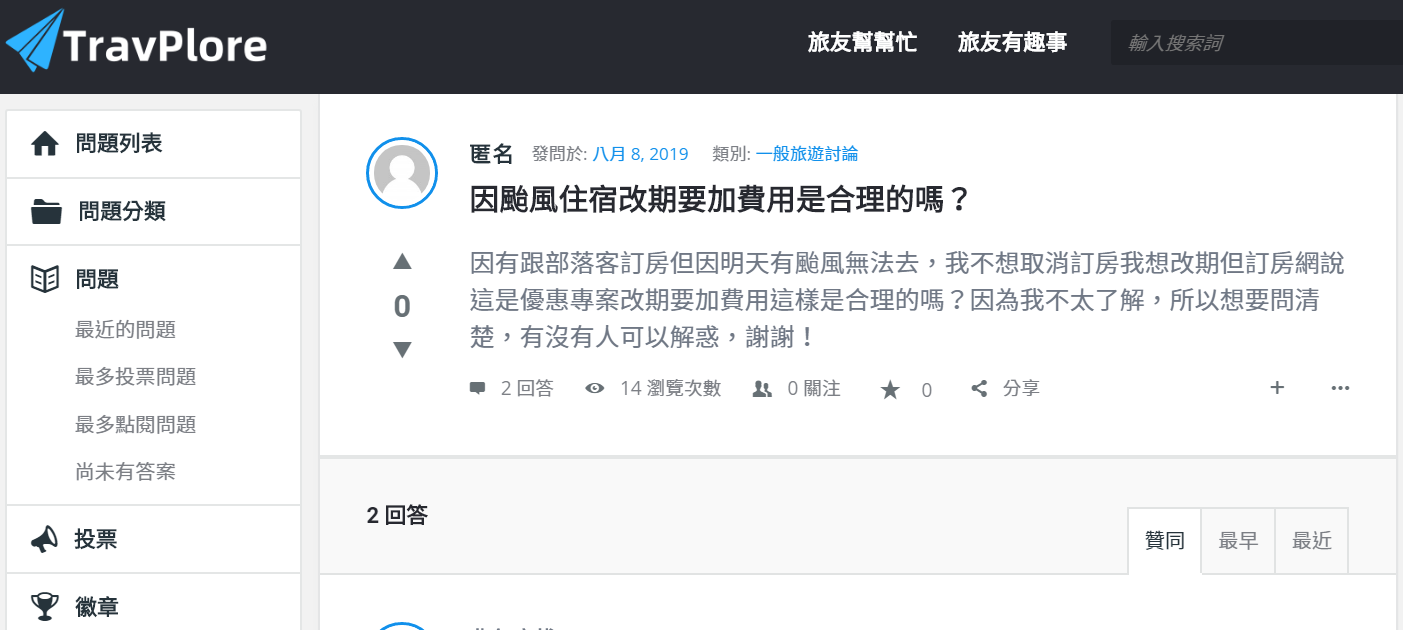 TravPlore
旅友幫幫忙 旅友有趣事 輸入搜索詞
問題列表
問題分類
問題
最近的問題
最多投票問題
最多點閱問題
尚未有答案
投票
徽章
匿名 發問於: 八月 8, 2019 類別: 一般旅遊討論
因颱風住宿改期要加費用是合理的嗎？
0
因有跟部落客訂房但因明天有颱風無法去，我不想取消訂房我想改期但訂房網說
這是優惠專案改期要加費用這樣是合理的嗎？因為我不太了解，所以想要問清
楚，有沒有人可以解惑，謝謝！
2 回答 14 瀏覽次數 0 關注 0 分享
2 回答
贊同 最早 最近